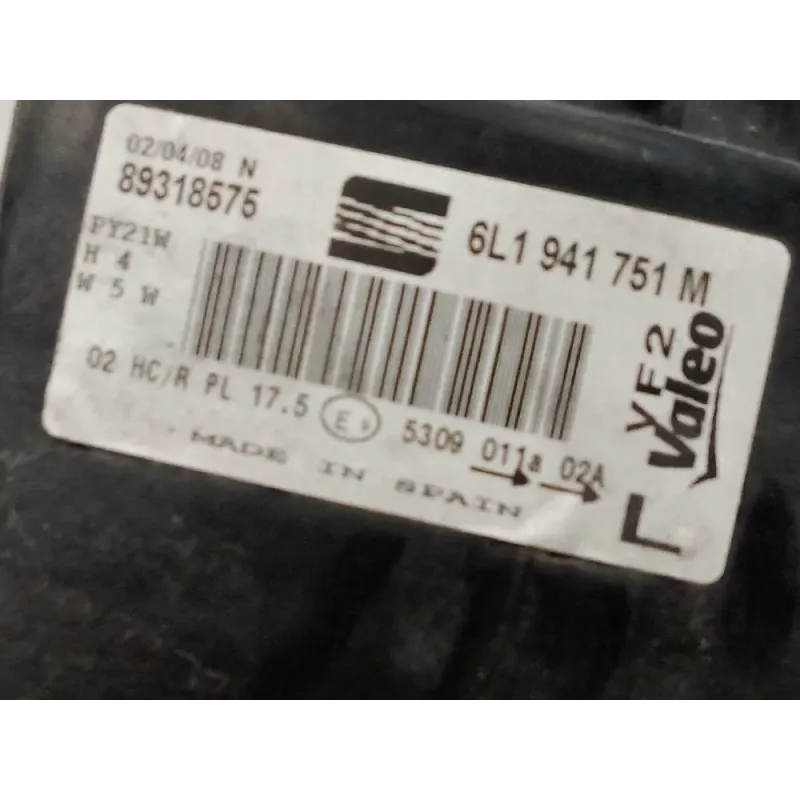 02/04/08 N
89318575
PY21W
H 4
W 5 W
6L1 941 751 M
02 HC/R PL 17.5 E 5309 011a 02A
MADE IN SPAIN
VF2
Valeo
L